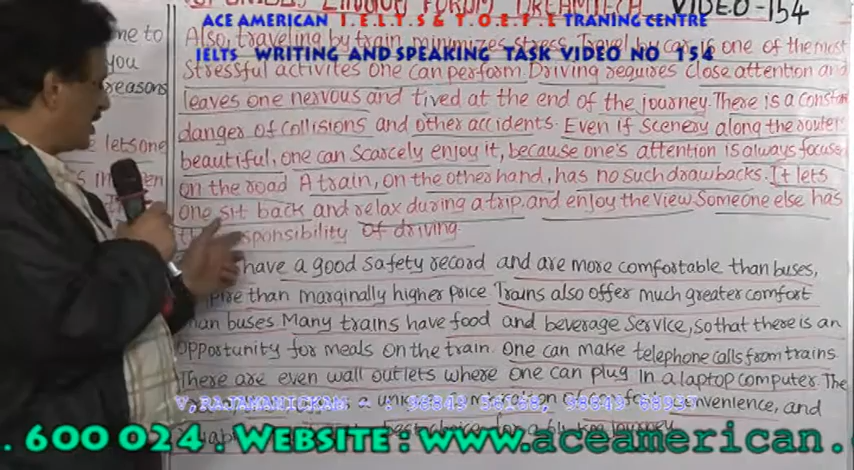 VIDEO-154
ACE AMERICAN I.E.L.T.S & T.O.E.F.L TRANING CENTRE
me to
Also, traveling by train minimizes stress. Travel by car is one of the most
IELTS WRITING AND SPEAKING TASK VIDEO NO 154
you
Stressful activites one can perform Driving requires close attention and
reasons
leaves one nervous and tived at the end of the journey. There is a constan
danger of collisions and other accidents. Even if scenery along the route is
letsone
beautiful, one can scarcely enjoy it, because one's attention is always focuse
on the road A train, on the other hand, has no such drawbacks. It lets
one sit back and relax during a trip and enjoy the view Someone else has
sponsibility of driving.
have a good safety record and are more comfortable than buses,
than marginally higher price Trains also offer much greater comfort
than buses Many trains have food and beverage service, so that there is an
opportunity for meals on the train. One can make telephone calls from trains.
There are even wall outlets where one can plug in a laptop computer. The
convenience, and
. 600 024. Website: www.aceamerican.